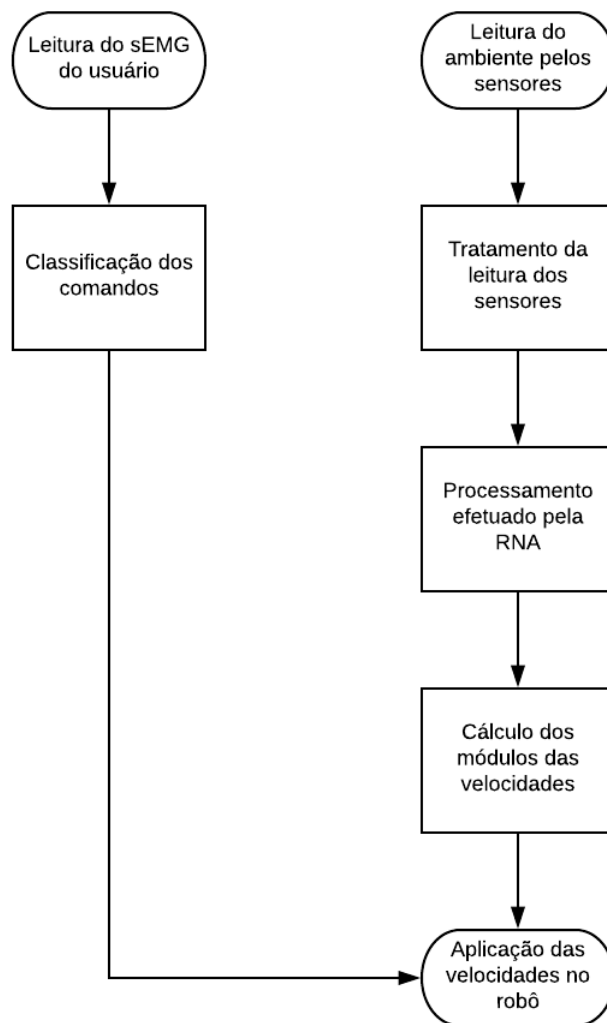 Leitura do sEMG
do usuário
Leitura do
ambiente pelos
sensores
Classificação dos
comandos
Tratamento da
leitura dos
sensores
Processamento
efetuado pela
RNA
Cálculo dos
módulos das
velocidades
Aplicação das
velocidades no
robô